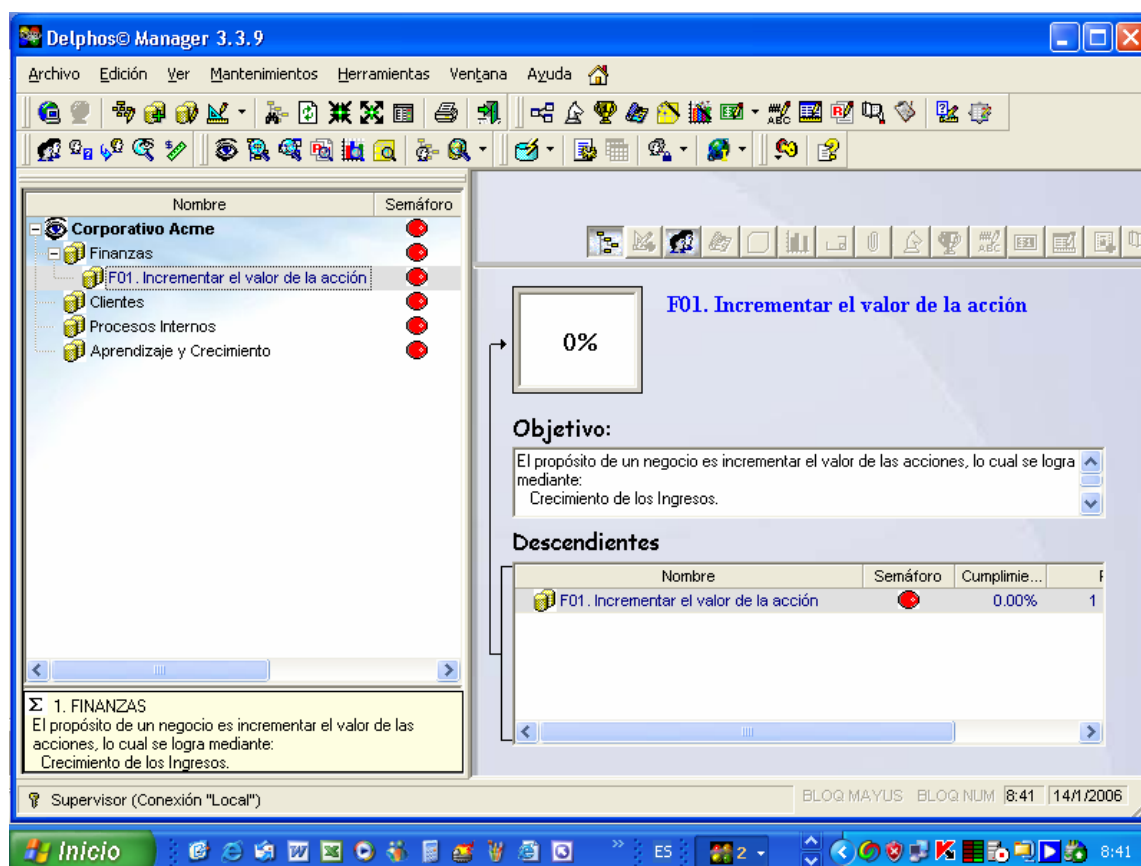 Delphos© Manager 3.3.9
Archivo Edición Ver Mantenimientos Herramientas Ventana Ayuda
Nombre Semáforo
Corporativo Acme
Finanzas
F01. Incrementar el valor de la acción
Clientes
Procesos Internos
Aprendizaje y Crecimiento
Σ 1. FINANZAS
El propósito de un negocio es incrementar el valor de las
acciones, lo cual se logra mediante:
Crecimiento de los Ingresos.
0%
F01. Incrementar el valor de la acción
Objetivo:
El propósito de un negocio es incrementar el valor de las acciones, lo cual se logra
mediante:
Crecimiento de los Ingresos.
Descendientes
Nombre Semáforo Cumplimie...
F01. Incrementar el valor de la acción 0.00% 1
Supervisor (Conexión "Local")
BLOQ MAYUS BLOQ NUM 8:41 14/1/2006
Inicio ES 2 8:41